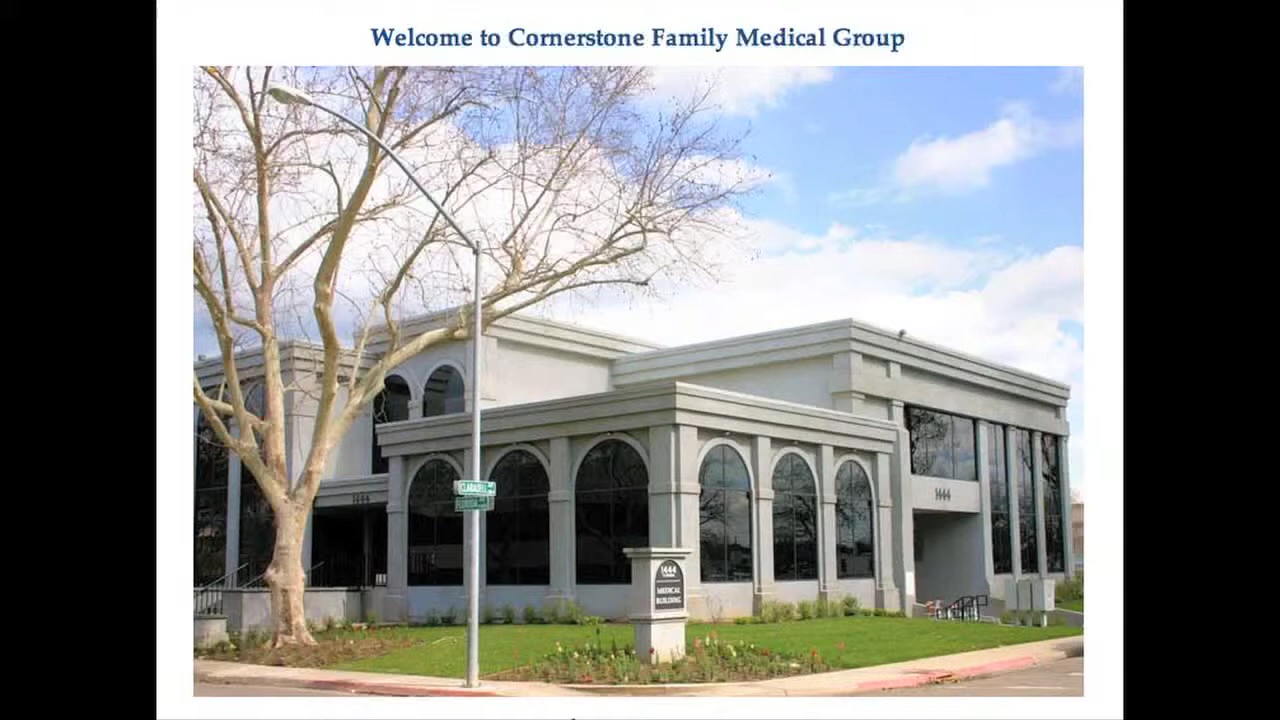 Welcome to Cornerstone Family Medical Group
1444
1444
1444
MEDICAL
BUILDING